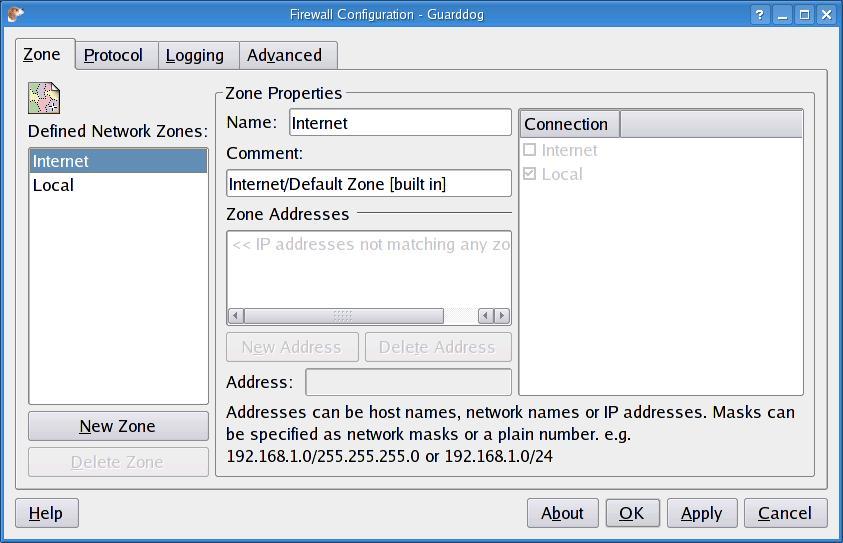 Firewall Configuration - Guarddog
Zone
Protocol
Logging
Advanced
Defined Network Zones:
Internet
Local
New Zone
Delete Zone
Zone Properties
Name: Internet
Comment:
Internet/Default Zone [built in]
Zone Addresses
<< IP addresses not matching any zo
New Address
Delete Address
Address:
Connection
Internet
Local
Addresses can be host names, network names or IP addresses. Masks can
be specified as network masks or a plain number. e.g.
192.168.1.0/255.255.255.0 or 192.168.1.0/24
Help
About
OK
Apply
Cancel